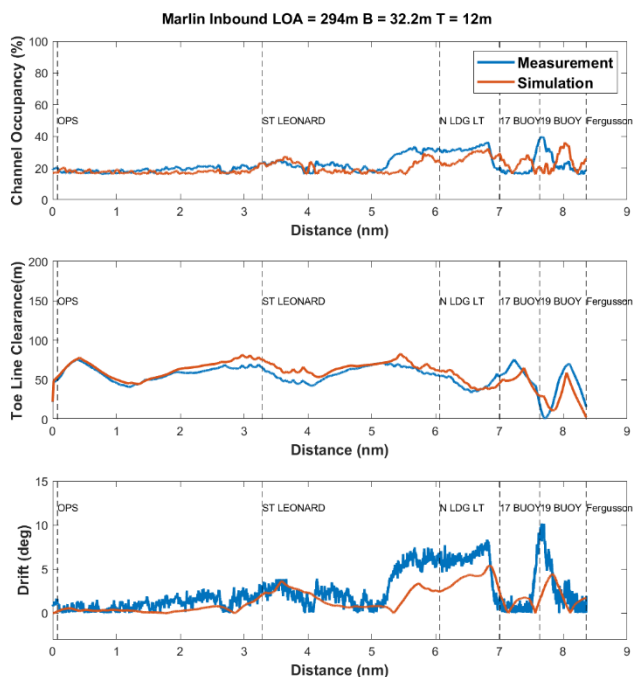 Marlin Inbound LOA = 294m B = 32.2m T = 12m
Channel Occupancy (%)
100
80
60
40
20
0
Measurement
Simulation
OPS
ST LEONARD
N LDG LT
17 BUOY
19 BUOY
Fergusson
0 1 2 3 4 5 6 7 8 9
Distance (nm)
Toe Line Clearance(m)
200
150
100
50
0
OPS
ST LEONARD
N LDG LT
17 BUOY
19 BUOY
Fergusson
0 1 2 3 4 5 6 7 8 9
Distance (nm)
Drift (deg)
15
10
5
0
OPS
ST LEONARD
N LDG LT
17 BUOY
19 BUOY
Fergusson
0 1 2 3 4 5 6 7 8 9
Distance (nm)